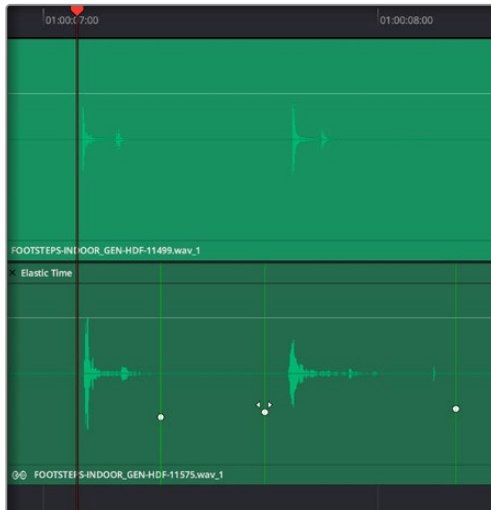 01:00:07:00
01:00:08:00
FOOTSTEPS-INDOOR_GEN-HDF-11499.wav_1
× Elastic Time
FOOTSTEPS-INDOOR_GEN-HDF-11575.wav_1